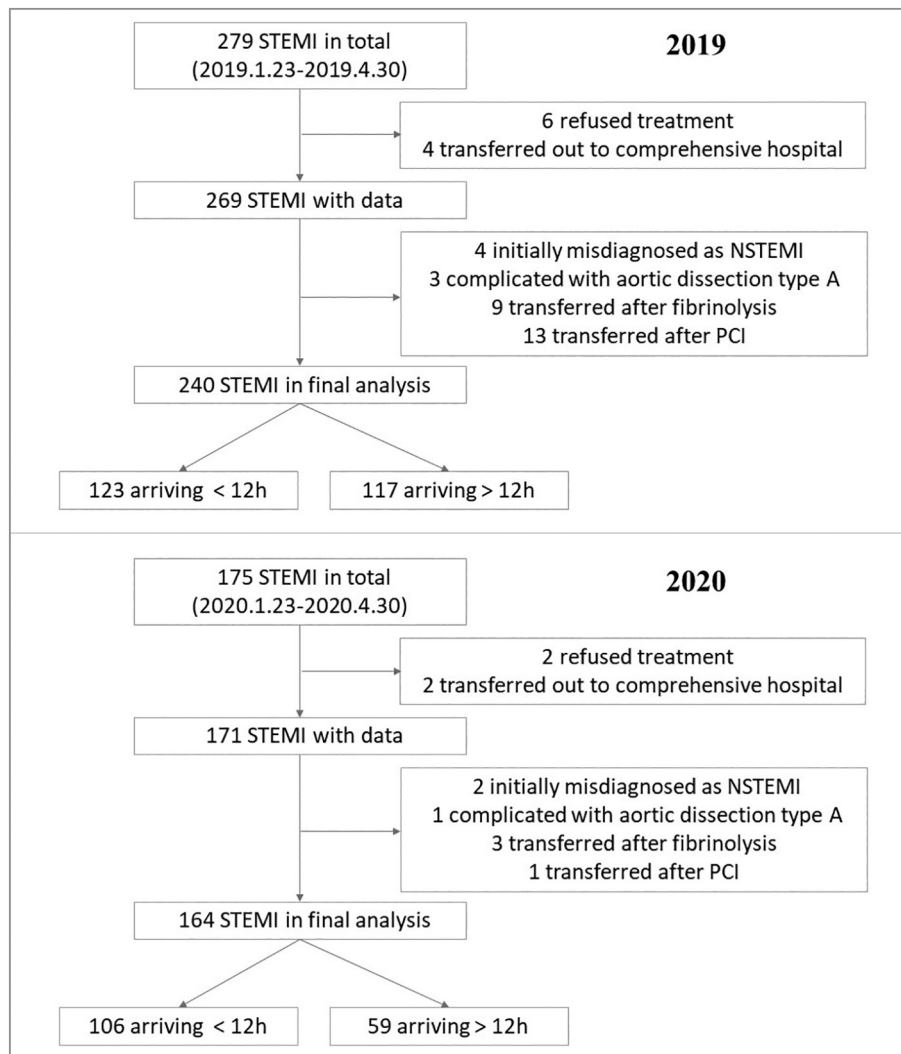 279 STEMI in total
(2019.1.23-2019.4.30)
2019
6 refused treatment
4 transferred out to comprehensive hospital
269 STEMI with data
4 initially misdiagnosed as NSTEMI
3 complicated with aortic dissection type A
9 transferred after fibrinolysis
13 transferred after PCI
240 STEMI in final analysis
123 arriving < 12h
117 arriving > 12h
175 STEMI in total
(2020.1.23-2020.4.30)
2020
2 refused treatment
2 transferred out to comprehensive hospital
171 STEMI with data
2 initially misdiagnosed as NSTEMI
1 complicated with aortic dissection type A
3 transferred after fibrinolysis
1 transferred after PCI
164 STEMI in final analysis
106 arriving < 12h
59 arriving > 12h